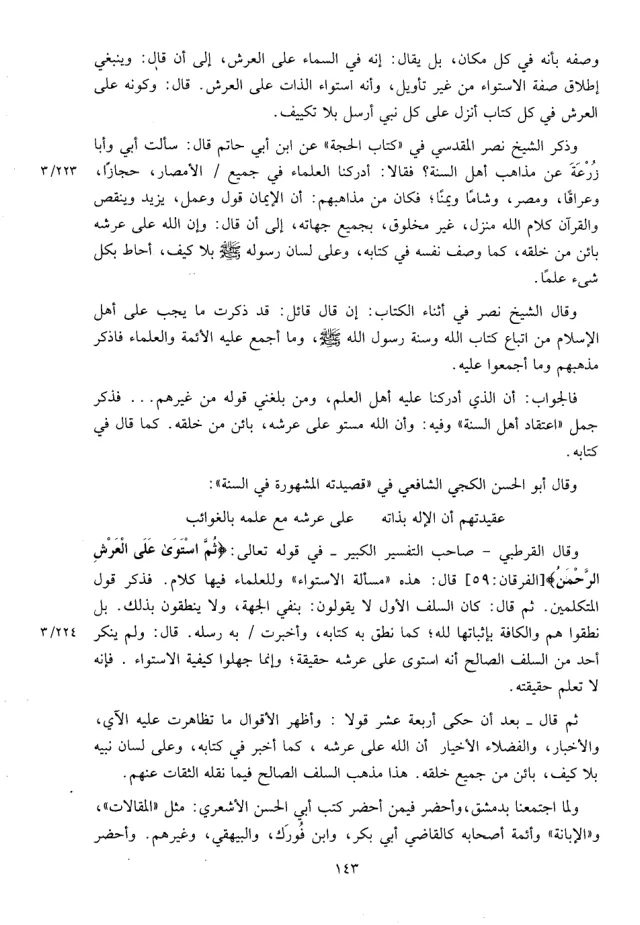 وصفه بأنه في كل مكان، بل يقال: إنه في السماء على العرش، إلى أن قال: وينبغي
إطلاق صفة الاستواء من غير تأويل، وأنه استواء الذات على العرش. قال: وكونه على
العرش في كل كتاب أنزل على كل نبي أرسل بلا تكييف.
وذكر الشيخ نصر المقدسي في «كتاب الحجة» عن ابن أبي حاتم قال: سألت أبي وأبا
زُرْعَةَ عن مذاهب أهل السنة؟ فقالا: أدركنا العلماء في جميع / الأمصار، حجازًا، ٣/٢٢٣
وعراقًا، ومصر، وشامًا ويمنًا؛ فكان من مذاهبهم: أن الإيمان قول وعمل، يزيد وينقص
والقرآن كلام الله منزل، غير مخلوق، بجميع جهاته، إلى أن قال: وإن الله على عرشه
بائن من خلقه، كما وصف نفسه في كتابه، وعلى لسان رسوله ﷺ بلا كيف، أحاط بكل
شىء علمًا.
وقال الشيخ نصر في أثناء الكتاب: إن قال قائل: قد ذكرت ما يجب على أهل
الإسلام من اتباع كتاب الله وسنة رسول الله ﷺ، وما أجمع عليه الأئمة والعلماء فاذكر
مذهبهم وما أجمعوا عليه.
فالجواب: أن الذي أدركنا عليه أهل العلم، ومن بلغني قوله من غيرهم... فذكر
جمل «اعتقاد أهل السنة» وفيه: وأن الله مستو على عرشه، بائن من خلقه. كما قال في
كتابه.
وقال أبو الحسن الكجي الشافعي في «قصيدته المشهورة في السنة»:
عقيدتهم أن الإله بذاته على عرشه مع علمه بالغوائب
وقال القرطبي – صاحب التفسير الكبير – في قوله تعالى: ﴿ثُمَّ اسْتَوَىٰ عَلَى الْعَرْشِ
الرَّحْمَنُ﴾[الفرقان:٥٩] قال: هذه «مسألة الاستواء» وللعلماء فيها كلام. فذكر قول
المتكلمين. ثم قال: كان السلف الأول لا يقولون: بنفي الجهة، ولا ينطقون بذلك. بل
نطقوا هم والكافة بإثباتها لله؛ كما نطق به كتابه، وأخبرت / به رسله. قال: ولم ينكر ٣/٢٢٤
أحد من السلف الصالح أنه استوى على عرشه حقيقة؛ وإنما جهلوا كيفية الاستواء . فإنه
لا تعلم حقيقته.
ثم قال – بعد أن حكى أربعة عشر قولا : وأظهر الأقوال ما تظاهرت عليه الآي،
والأخبار، والفضلاء الأخيار أن الله على عرشه ، كما أخبر في كتابه، وعلى لسان نبيه
بلا كيف، بائن من جميع خلقه. هذا مذهب السلف الصالح فيما نقله الثقات عنهم.
ولما اجتمعنا بدمشق،وأحضر فيمن أحضر كتب أبي الحسن الأشعري: مثل «المقالات»،
و«الإبانة» وأئمة أصحابه كالقاضي أبي بكر، وابن فُورَك، والبيهقي، وغيرهم. وأحضر
١٤٣